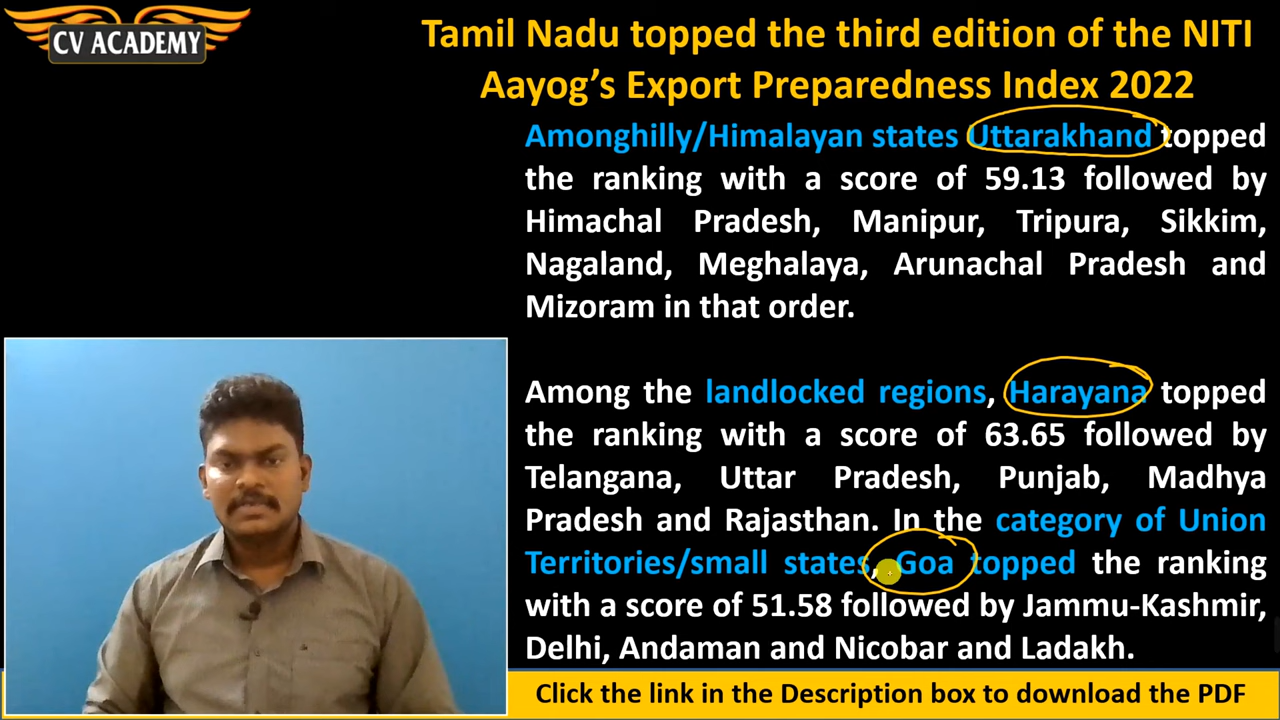 CV ACADEMY
Tamil Nadu topped the third edition of the NITI
Aayog’s Export Preparedness Index 2022
Amonghilly/Himalayan states Uttarakhand topped
the ranking with a score of 59.13 followed by
Himachal Pradesh, Manipur, Tripura, Sikkim,
Nagaland, Meghalaya, Arunachal Pradesh and
Mizoram in that order.
Among the landlocked regions, Harayana topped
the ranking with a score of 63.65 followed by
Telangana, Uttar Pradesh, Punjab, Madhya
Pradesh and Rajasthan. In the category of Union
Territories/small states, Goa topped the ranking
with a score of 51.58 followed by Jammu-Kashmir,
Delhi, Andaman and Nicobar and Ladakh.
Click the link in the Description box to download the PDF